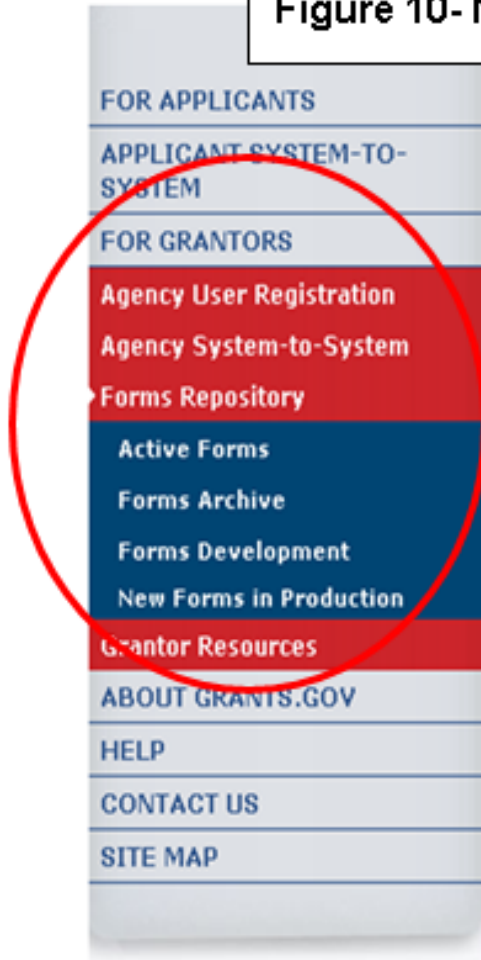 Figure 10-
FOR APPLICANTS
APPLICANT SYSTEM-TO-
SYSTEM
FOR GRANTORS
Agency User Registration
Agency System-to-System
Forms Repository
Active Forms
Forms Archive
Forms Development
New Forms in Production
Grantor Resources
ABOUT GRANTS.GOV
HELP
CONTACT US
SITE MAP